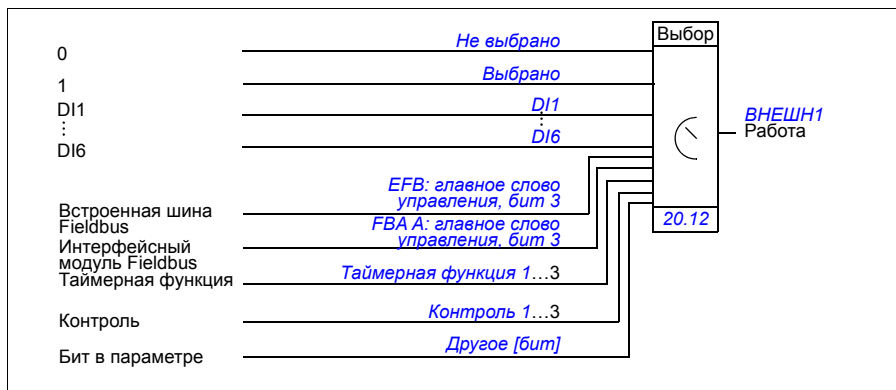 Выбор
0
Не выбрано
1
Выбрано
DI1
DI1
⋮
⋮
DI6
DI6
ВНЕШН1
Работа
Встроенная шина
Fieldbus
EFB: главное слово
управления, бит 3
Интерфейсный
модуль Fieldbus
FBA A: главное слово
управления, бит 3
20.12
Таймерная функция
Таймерная функция 1…3
Контроль
Контроль 1…3
Бит в параметре
Другое [бит]